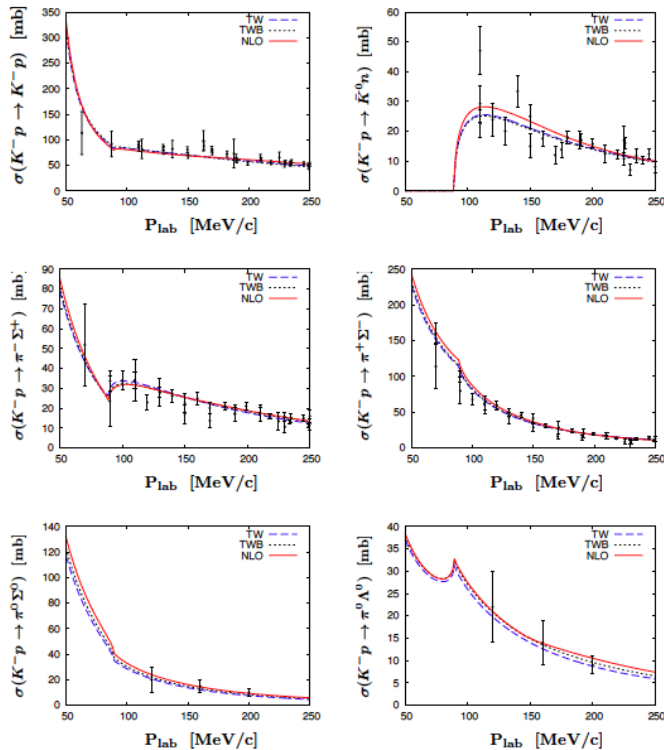 σ(K⁻p → K⁻p) [mb]
350
300
250
200
150
100
50
0
TW
TWB
NLO
50 100 150 200 250
P_lab [MeV/c]
σ(K⁻p → K̄⁰n) [mb]
60
50
40
30
20
10
0
TW
TWB
NLO
50 100 150 200 250
P_lab [MeV/c]
σ(K⁻p → π⁻Σ⁺) [mb]
90
80
70
60
50
40
30
20
10
0
TW
TWB
NLO
50 100 150 200 250
P_lab [MeV/c]
σ(K⁻p → π⁺Σ⁻) [mb]
250
200
150
100
50
0
TW
TWB
NLO
50 100 150 200 250
P_lab [MeV/c]
σ(K⁻p → π⁰Σ⁰) [mb]
140
120
100
80
60
40
20
0
TW
TWB
NLO
50 100 150 200 250
P_lab [MeV/c]
σ(K⁻p → π⁰Λ⁰) [mb]
40
35
30
25
20
15
10
5
0
TW
TWB
NLO
50 100 150 200 250
P_lab [MeV/c]